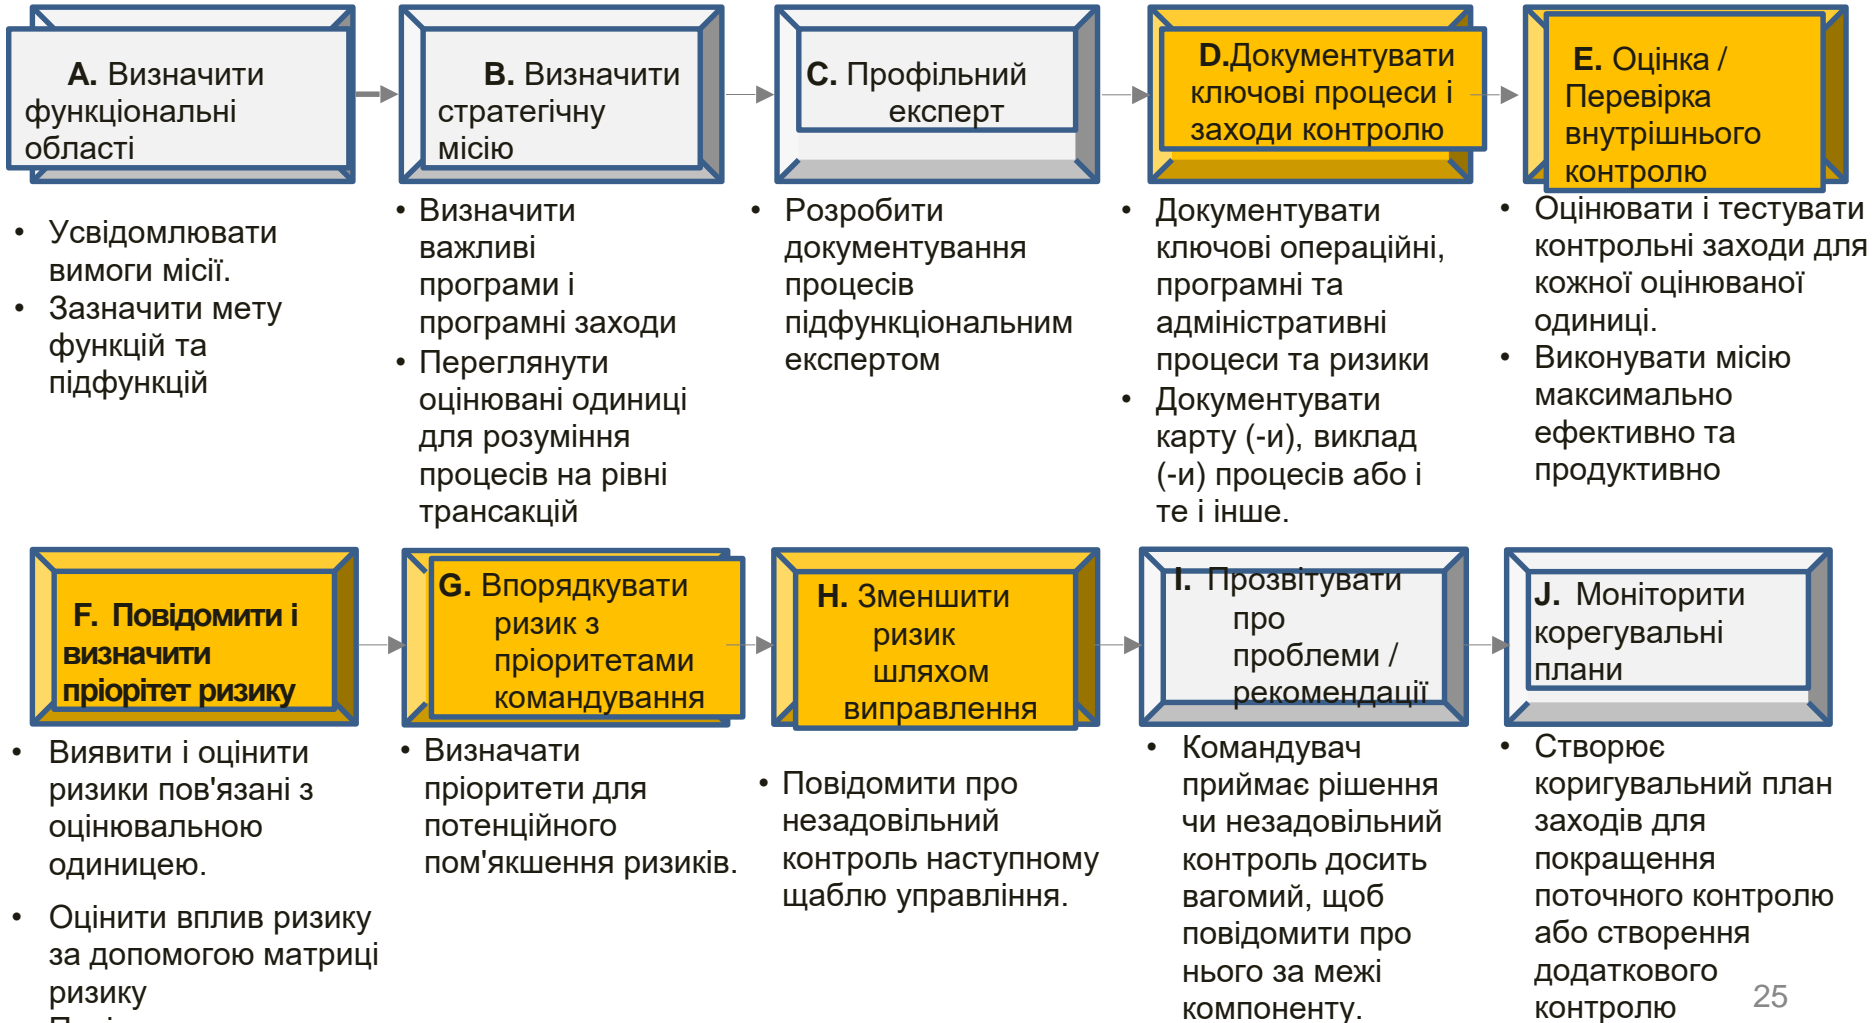 A. Визначити
функціональні
області
B. Визначити
стратегічну
місію
C. Профільний
експерт
D.Документувати
ключові процеси і
заходи контролю
E. Оцінка /
Перевірка
внутрішнього
контролю
• Усвідомлювати
вимоги місії.
• Зазначити мету
функцій та
підфункцій
• Визначити
важливі
програми і
програмні заходи
• Переглянути
оцінювані одиниці
для розуміння
процесів на рівні
трансакцій
• Розробити
документування
процесів
підфункціональним
експертом
• Документувати
ключові операційні,
програмні та
адміністративні
процеси та ризики
• Документувати
карту (-и), виклад
(-и) процесів або і
те і інше.
• Оцінювати і тестувати
контрольні заходи для
кожної оцінюваної
одиниці.
• Виконувати місію
максимально
ефективно та
продуктивно
F. Повідомити і
визначити
пріорітет ризику
G. Впорядкувати
ризик з
пріоритетами
командування
H. Зменшити
ризик
шляхом
виправлення
I. Прозвітувати
про
проблеми /
рекомендації
J. Моніторити
корегувальні
плани
• Виявити і оцінити
ризики пов'язані з
оцінювальною
одиницею.
• Оцінити вплив ризику
за допомогою матриці
ризику
• Визначати
пріоритети для
потенційного
пом'якшення ризиків.
• Повідомити про
незадовільний
контроль наступному
щаблю управління.
• Командувач
приймає рішення
чи незадовільний
контроль досить
вагомий, щоб
повідомити про
нього за межі
компоненту.
• Створює
коригувальний план
заходів для
покращення
поточного контролю
або створення
додаткового
контролю
25